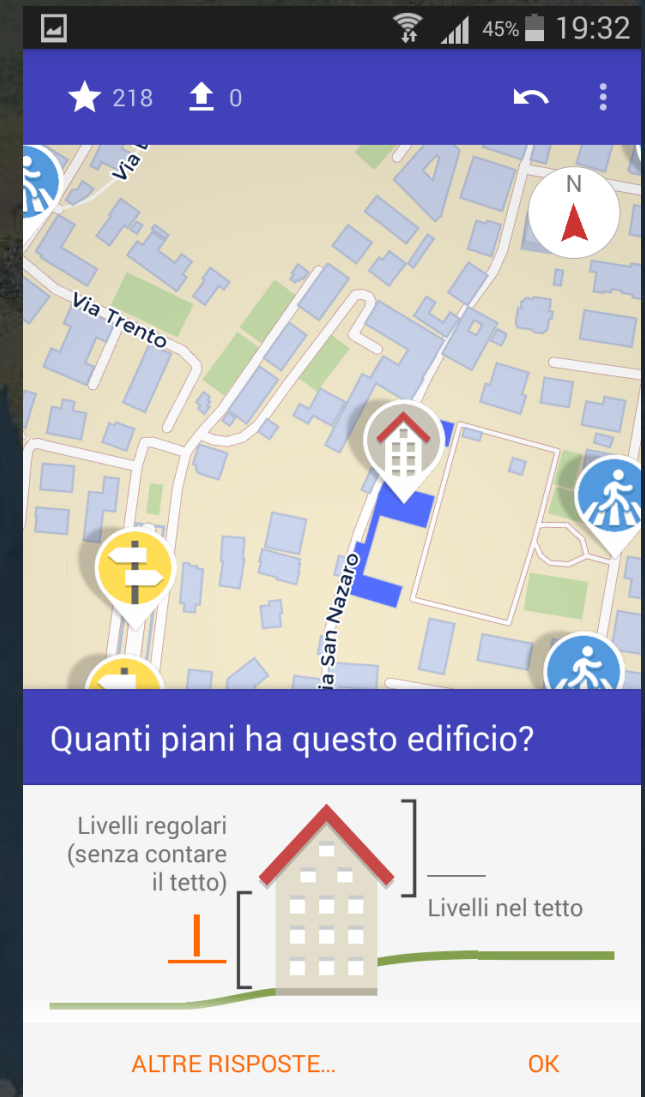 45% 19:32
218 0
Via
N
Via Trento
ia San Nazaro
Quanti piani ha questo edificio?
Livelli regolari
(senza contare
il tetto)
Livelli nel tetto
ALTRE RISPOSTE... OK